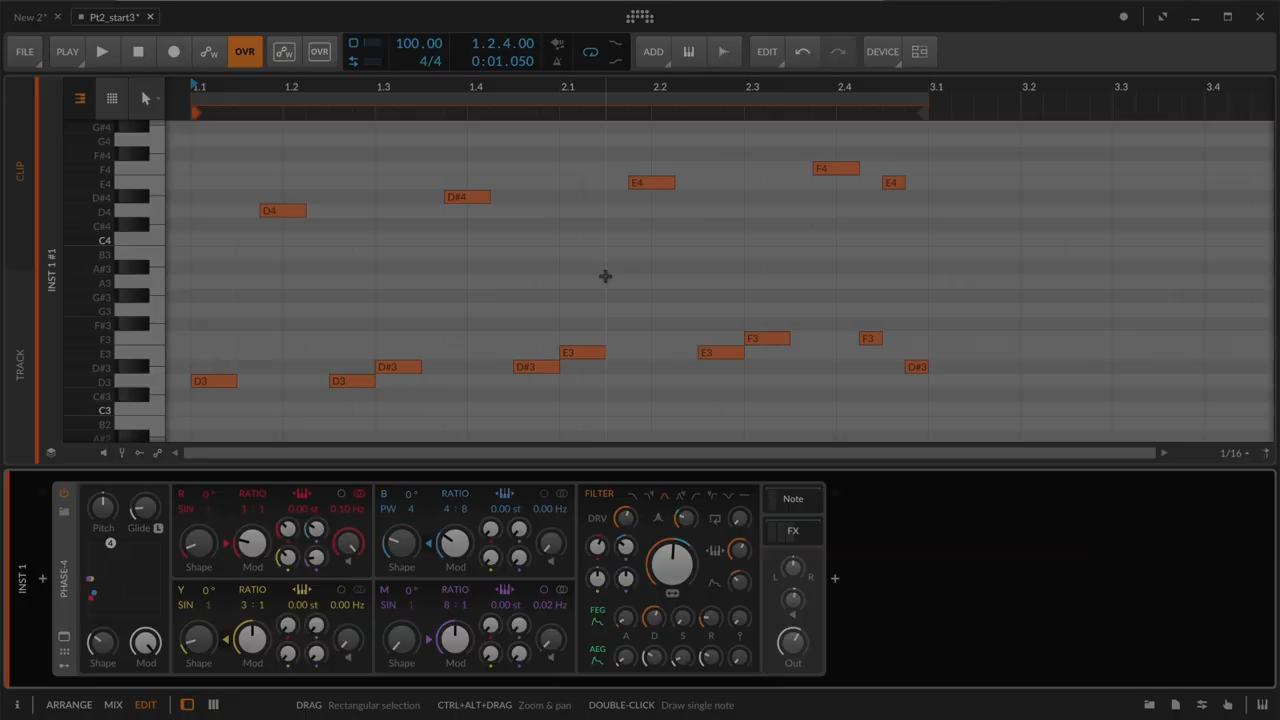 New 2*
Pt2_start3*
FILE PLAY OVR OVR 100.00 1.2.4.00 ADD EDIT DEVICE
4/4 0:01.050
1.1 1.2 1.3 1.4 2.1 2.2 2.3 2.4 3.1 3.2 3.3 3.4
CLIP
TRACK
INST 1 #1
G#4
G4
F#4
F4 F4
E4 E4 E4
D#4 D#4
D4 D4
C#4
C4
B3
A#3
A3
G#3
G3
F#3
F3 F3 F3
E3 E3 E3
D#3 D#3 D#3 D#3
D3 D3 D3
C#3
C3
B2
A#2
1/16
INST 1
PHASE-4
Pitch Glide L
4
Shape Mod
R 0° RATIO
SIN 1 1 : 1 0.00 st 0.10 Hz
Shape Mod
B 0° RATIO
PW 4 4 : 8 0.00 st 0.00 Hz
Shape Mod
Y 0° RATIO
SIN 1 3 : 1 0.00 st 0.00 Hz
Shape Mod
M 0° RATIO
SIN 1 8 : 1 0.00 st 0.02 Hz
Shape Mod
FILTER
DRV
FEG
A D S R
AEG
Note
FX
L R
Out
ARRANGE MIX EDIT DRAG Rectangular selection CTRL+ALT+DRAG Zoom & pan DOUBLE-CLICK Draw single note